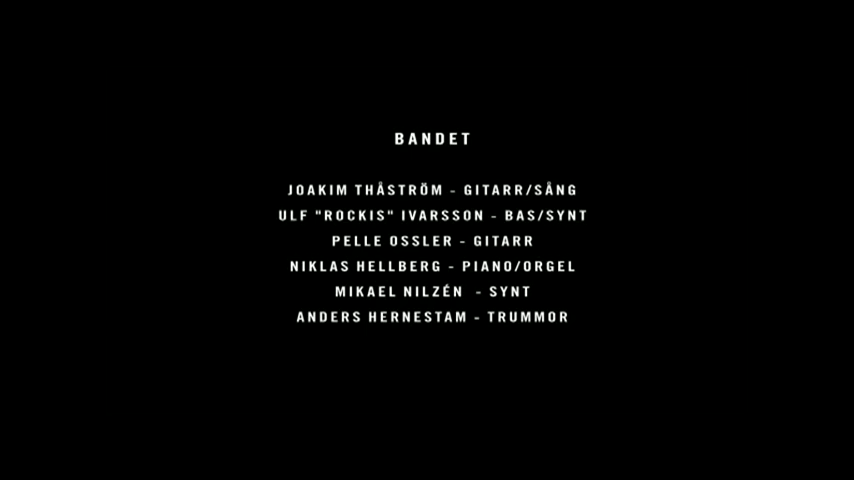 BANDET
JOAKIM THÅSTRÖM - GITARR/SÅNG
ULF "ROCKIS" IVARSSON - BAS/SYNT
PELLE OSSLER - GITARR
NIKLAS HELLBERG - PIANO/ORGEL
MIKAEL NILZÉN - SYNT
ANDERS HERNESTAM - TRUMMOR